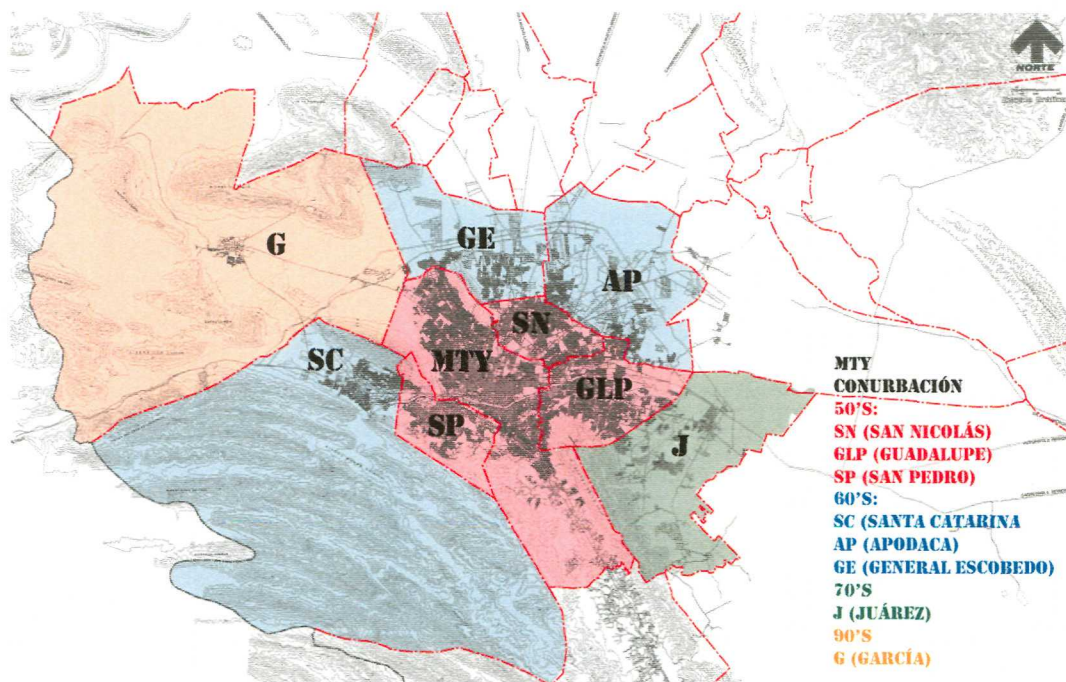 NORTE
G
GE
AP
SN
SC
MTY
GLP
SP
J
MTY
CONURBACIÓN
50'S:
SN (SAN NICOLÁS)
GLP (GUADALUPE)
SP (SAN PEDRO)
60'S:
SC (SANTA CATARINA
AP (APODACA)
GE (GENERAL ESCOBEDO)
70'S
J (JUÁREZ)
90'S
G (GARCÍA)